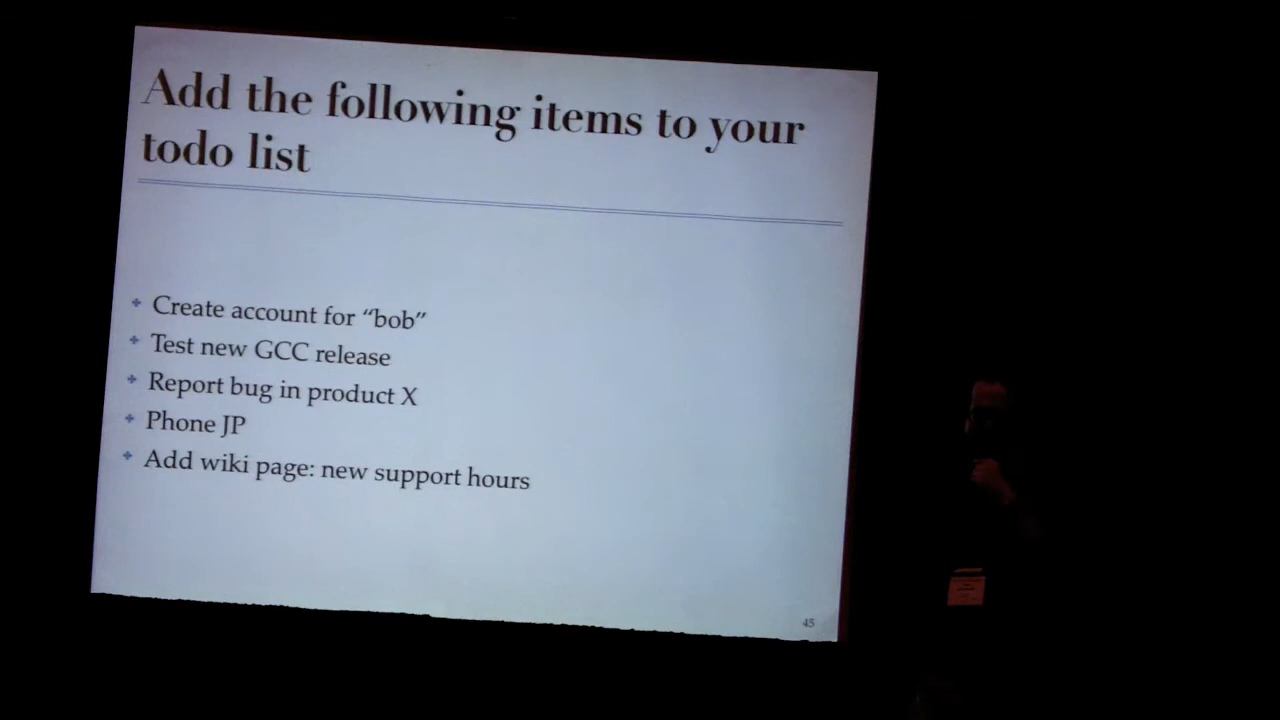 Add the following items to your
todo list
Create account for “bob”
Test new GCC release
Report bug in product X
Phone JP
Add wiki page: new support hours
45